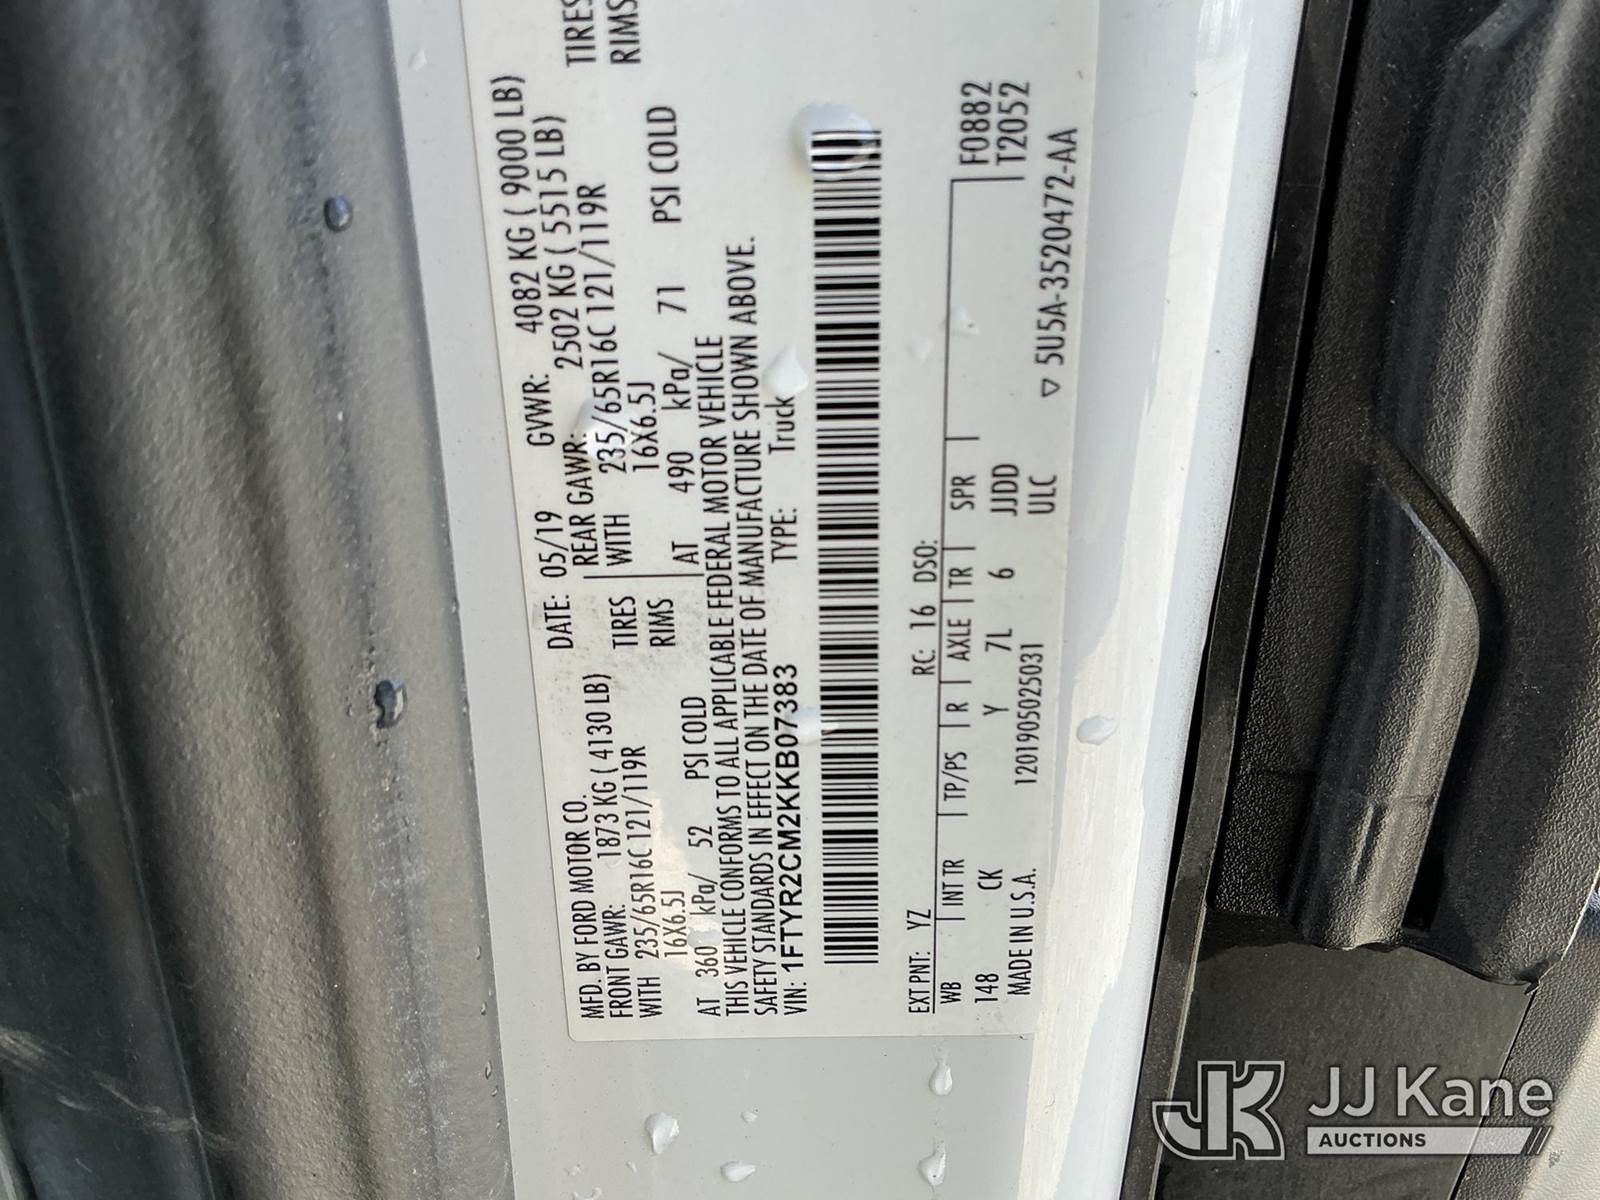 MFD. BY FORD MOTOR CO. DATE: 05/19 GVWR: 4082 KG ( 9000 LB)
FRONT GAWR: 1873 KG ( 4130 LB) REAR GAWR: 2502 KG ( 5515 LB)
WITH 235/65R16C 121/119R TIRES WITH 235/65R16C 121/119R TIRES
16X6.5J RIMS 16X6.5J RIMS
AT 360 kPa/ 52 PSI COLD AT 490 kPa/ 71 PSI COLD
THIS VEHICLE CONFORMS TO ALL APPLICABLE FEDERAL MOTOR VEHICLE
SAFETY STANDARDS IN EFFECT ON THE DATE OF MANUFACTURE SHOWN ABOVE.
VIN: 1FTYR2CM2KKB07383 TYPE: Truck
EXT PNT: YZ RC: 16 DSO:
WB INT TR TP/PS R AXLE TR SPR F0882
148 CK Y 7L 6 JJDD T2052
MADE IN U.S.A. 120190502503​1 ULC
▽ 5U5A-3520472-AA
JJ Kane
AUCTIONS